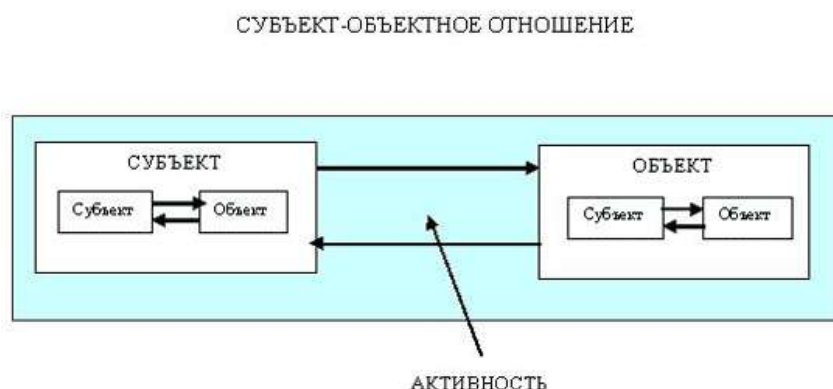 СУБЪЕКТ-ОБЪЕКТНОЕ ОТНОШЕНИЕ
СУБЪЕКТ
ОБЪЕКТ
Субъект
Объект
Субъект
Объект
АКТИВНОСТЬ